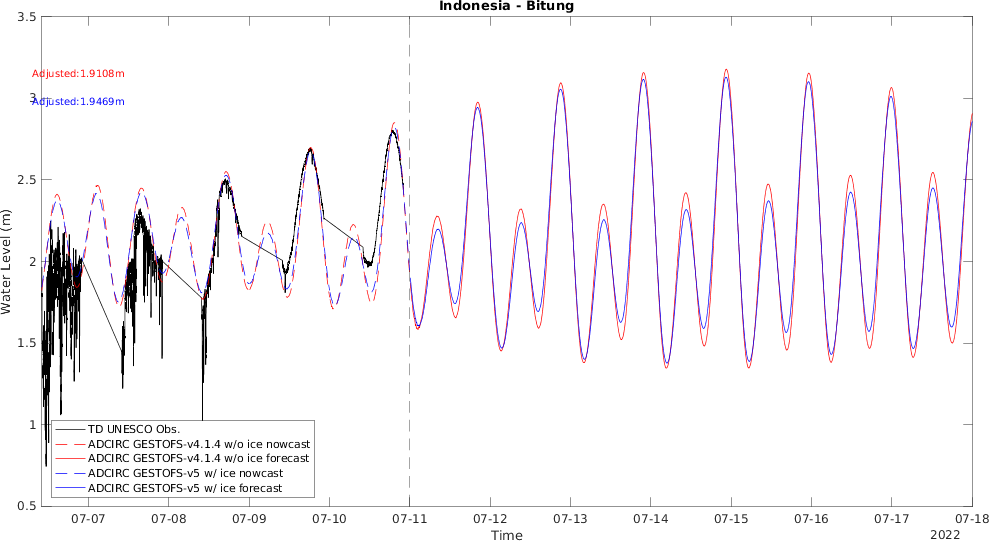 Indonesia - Bitung
3.5
Adjusted:1.9108m
3
Adjusted:1.9469m
2.5
2
1.5
1
0.5
Water Level (m)
TD UNESCO Obs.
ADCIRC GESTOFS-v4.1.4 w/o ice nowcast
ADCIRC GESTOFS-v4.1.4 w/o ice forecast
ADCIRC GESTOFS-v5 w/ ice nowcast
ADCIRC GESTOFS-v5 w/ ice forecast
07-07 07-08 07-09 07-10 07-11 07-12 07-13 07-14 07-15 07-16 07-17 07-18
Time
2022